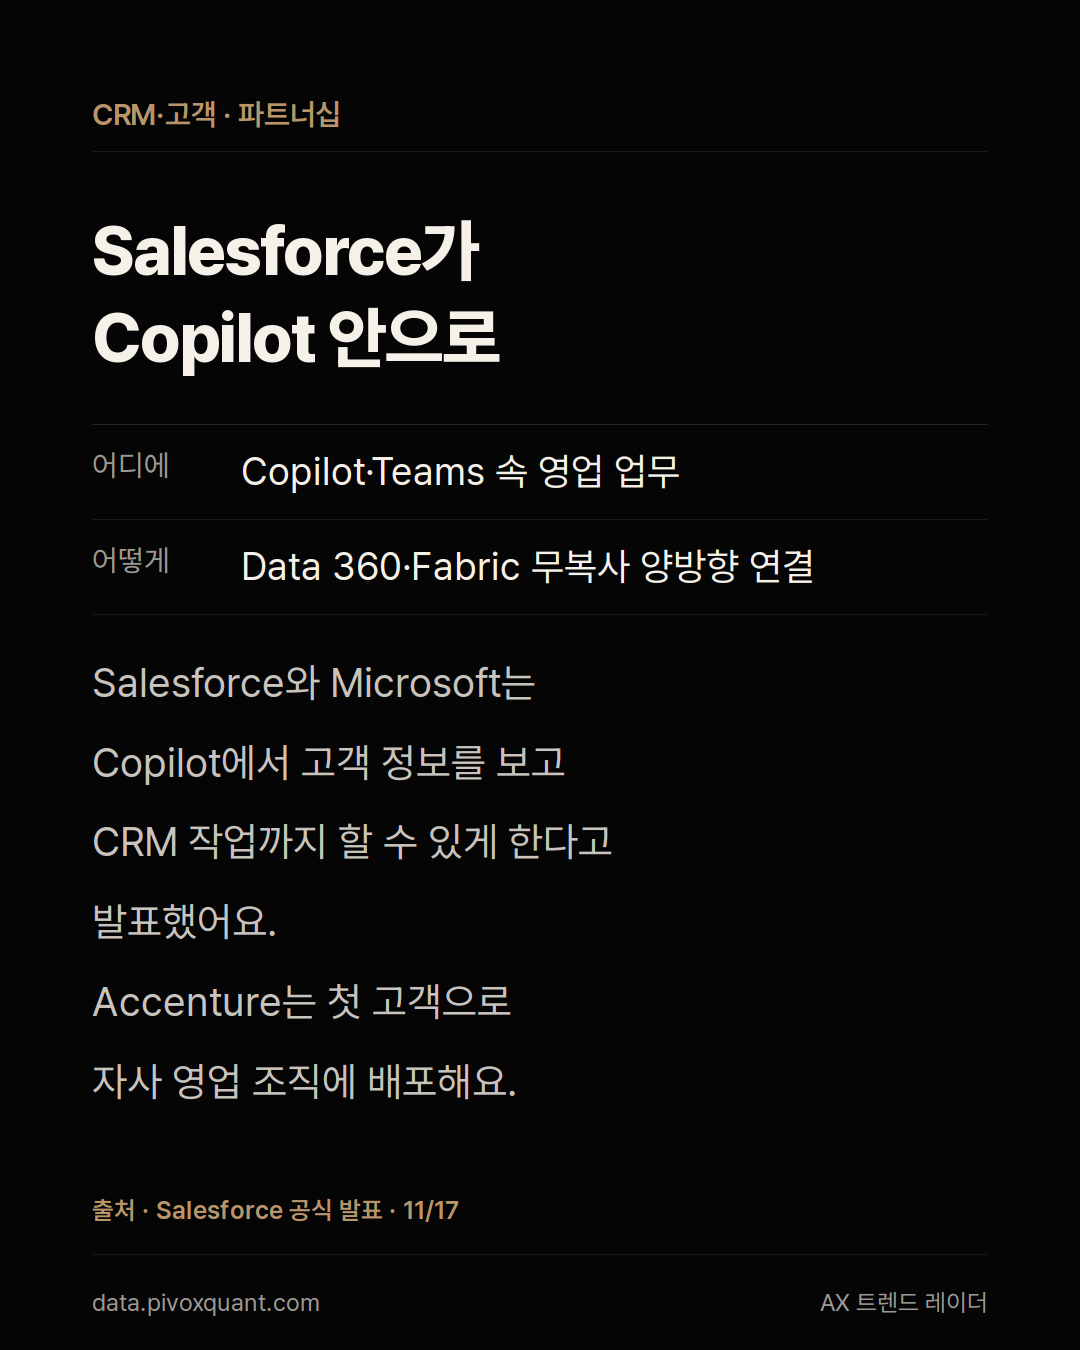 CRM·고객 · 파트너십
Salesforce가
Copilot 안으로
어디에 Copilot·Teams 속 영업 업무
어떻게 Data 360·Fabric 무복사 양방향 연결
Salesforce와 Microsoft는
Copilot에서 고객 정보를 보고
CRM 작업까지 할 수 있게 한다고
발표했어요.
Accenture는 첫 고객으로
자사 영업 조직에 배포해요.
출처 · Salesforce 공식 발표 · 11/17
data.pivoxquant.com AX 트렌드 레이더